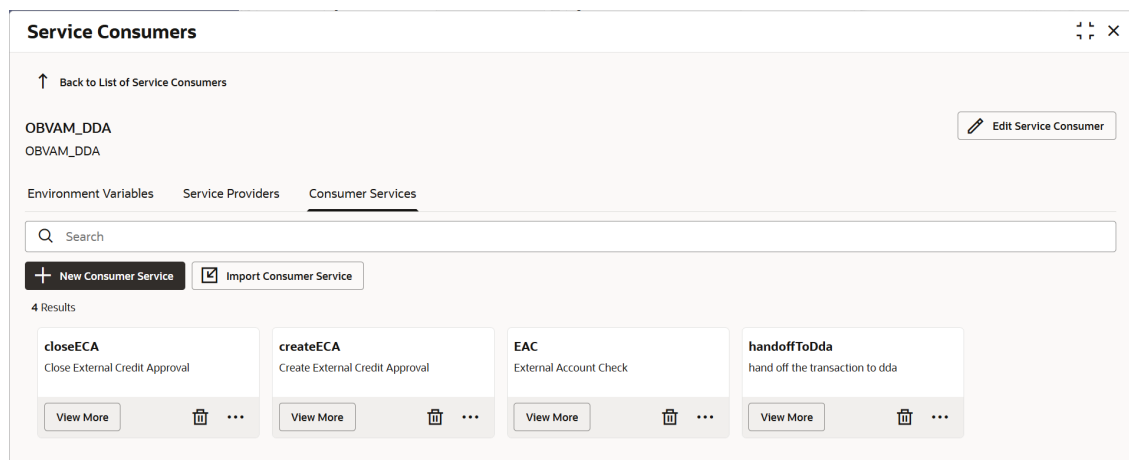 Service Consumers
Back to List of Service Consumers
OBVAM_DDA
Edit Service Consumer
OBVAM_DDA
Environment Variables Service Providers Consumer Services
Search
New Consumer Service Import Consumer Service
4 Results
closeECA createECA EAC handoffToDda
Close External Credit Approval Create External Credit Approval External Account Check hand off the transaction to dda
View More View More View More View More